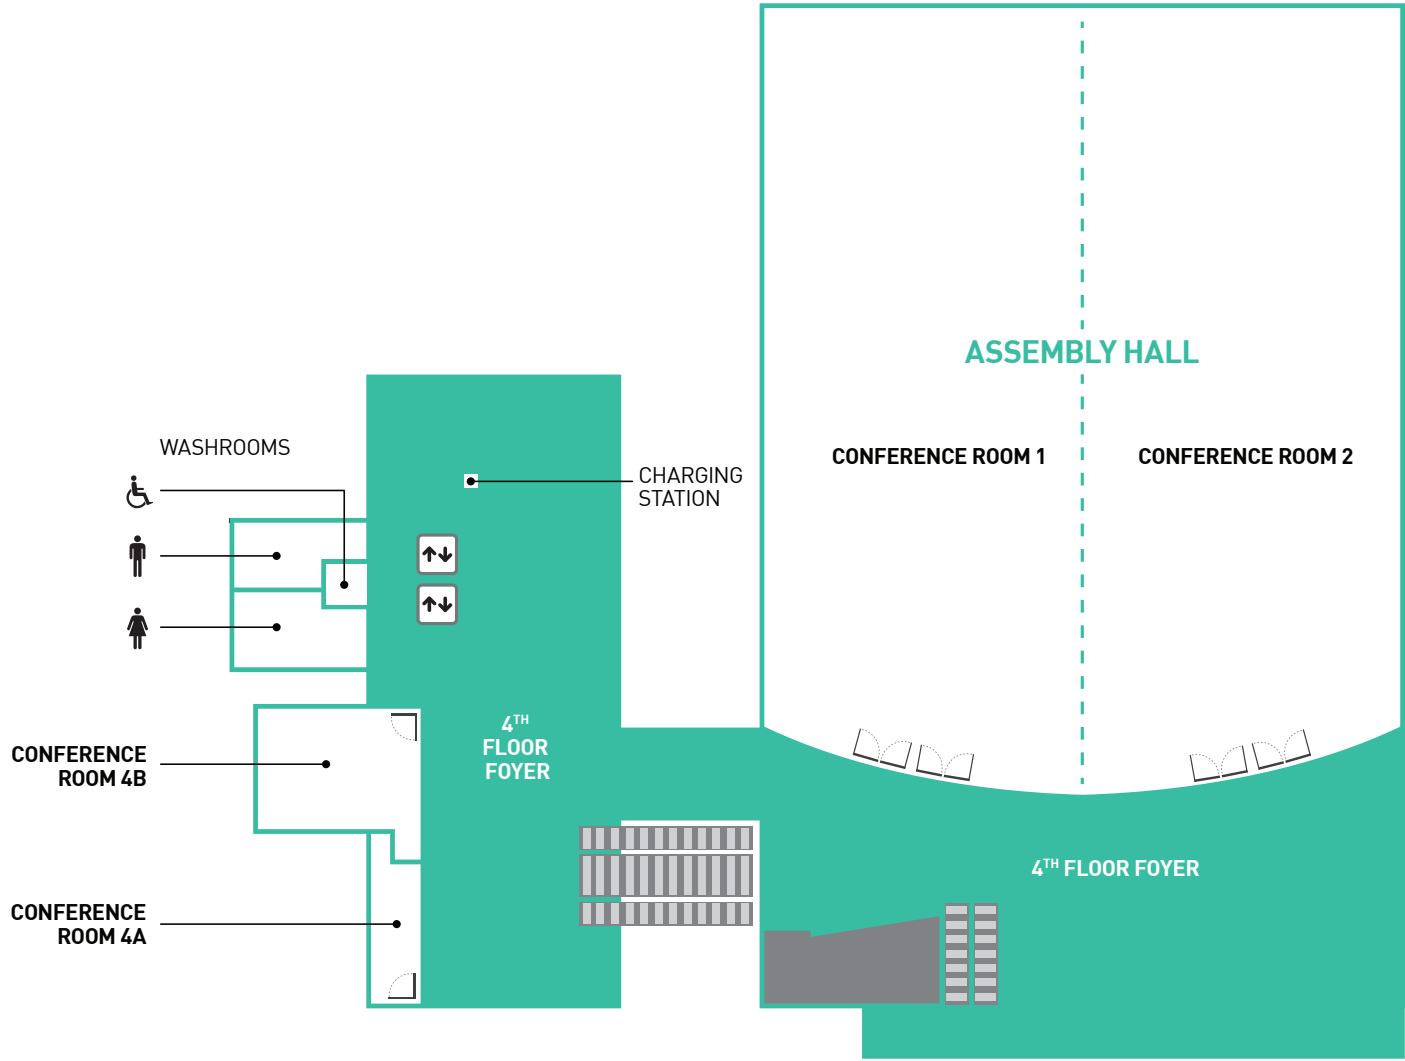 ASSEMBLY HALL
CONFERENCE ROOM 1
CONFERENCE ROOM 2
WASHROOMS
CHARGING
STATION
4TH
FLOOR
FOYER
CONFERENCE
ROOM 4B
4TH FLOOR FOYER
CONFERENCE
ROOM 4A